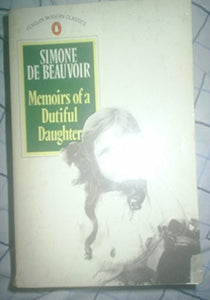 PENGUIN MODERN CLASSICS
SIMONE
DE BEAUVOIR
Memoirs of a
Dutiful
Daughter